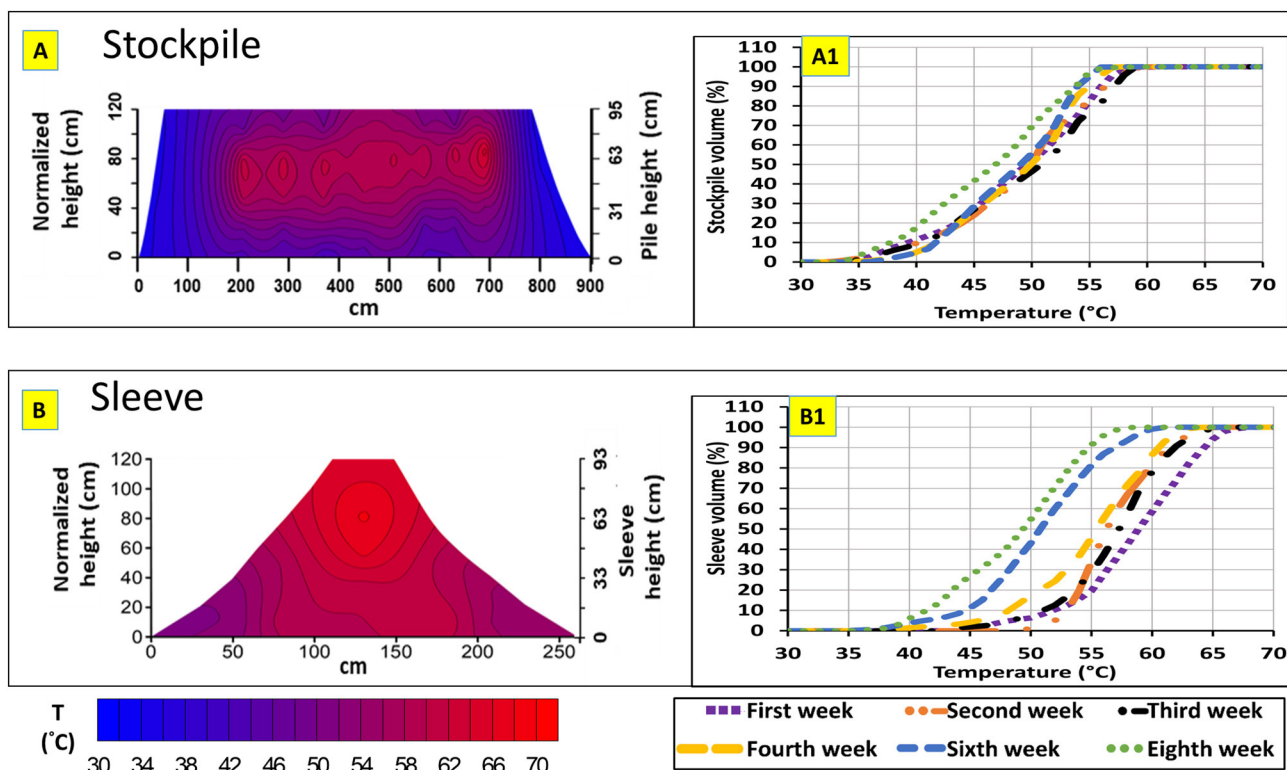 A Stockpile
Normalized height (cm)
120
80
40
0
95
63
31
0
Pile height (cm)
0 100 200 300 400 500 600 700 800 900
cm
A1
Stockpile volume (%)
110
100
90
80
70
60
50
40
30
20
10
0
30 35 40 45 50 55 60 65 70
Temperature (°C)
B Sleeve
Normalized height (cm)
120
100
80
60
40
20
0
93
63
33
0
Sleeve height (cm)
0 50 100 150 200 250
cm
B1
Sleeve volume (%)
110
100
90
80
70
60
50
40
30
20
10
0
30 35 40 45 50 55 60 65 70
Temperature (°C)
T
(°C)
30 34 38 42 46 50 54 58 62 66 70
First week Second week Third week
Fourth week Sixth week Eighth week